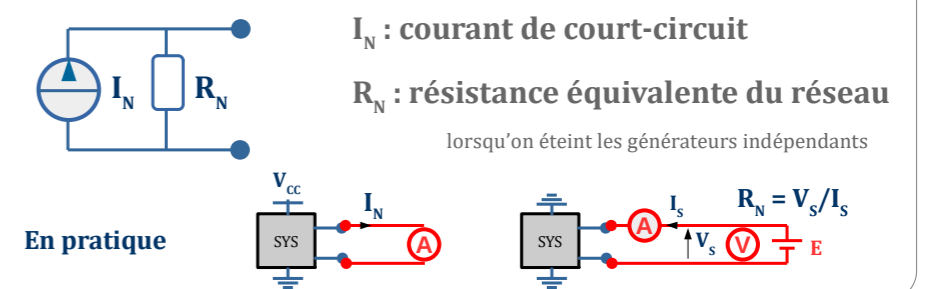 I_N : courant de court-circuit
I_N
R_N
R_N : résistance équivalente du réseau
lorsqu'on éteint les générateurs indépendants
V_CC
I_N
I_S
R_N = V_S/I_S
En pratique
SYS
A
SYS
A
V_S
V
E